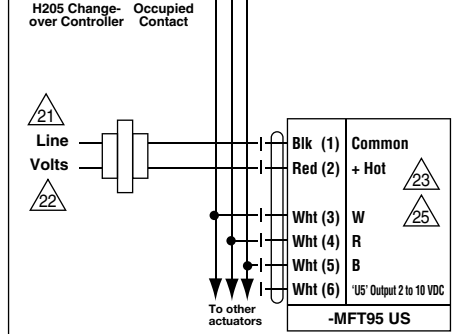 H205 Change- Occupied
over Controller Contact
21
Line
Volts
22
Blk (1) Common
Red (2) + Hot
23
25
Wht (3) W
Wht (4) R
Wht (5) B
Wht (6) 'U5' Output 2 to 10 VDC
To other
actuators
-MFT95 US